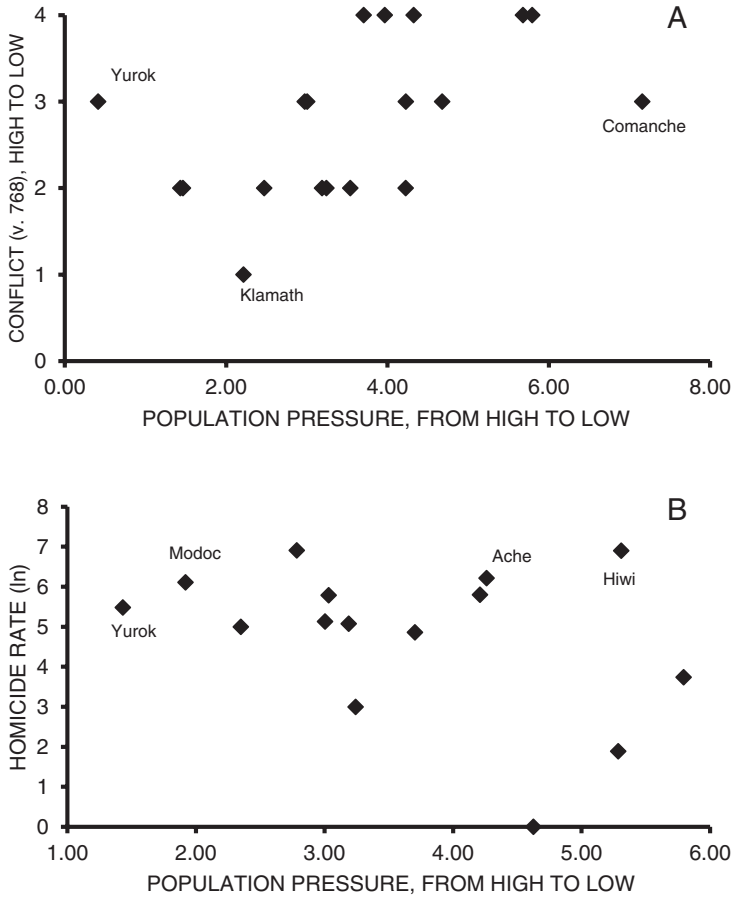 A
CONFLICT (v. 768), HIGH TO LOW
4
3
2
1
0
Yurok
Comanche
Klamath
0.00 2.00 4.00 6.00 8.00
POPULATION PRESSURE, FROM HIGH TO LOW
B
HOMICIDE RATE (ln)
8
7
6
5
4
3
2
1
0
Modoc
Ache
Hiwi
Yurok
1.00 2.00 3.00 4.00 5.00 6.00
POPULATION PRESSURE, FROM HIGH TO LOW